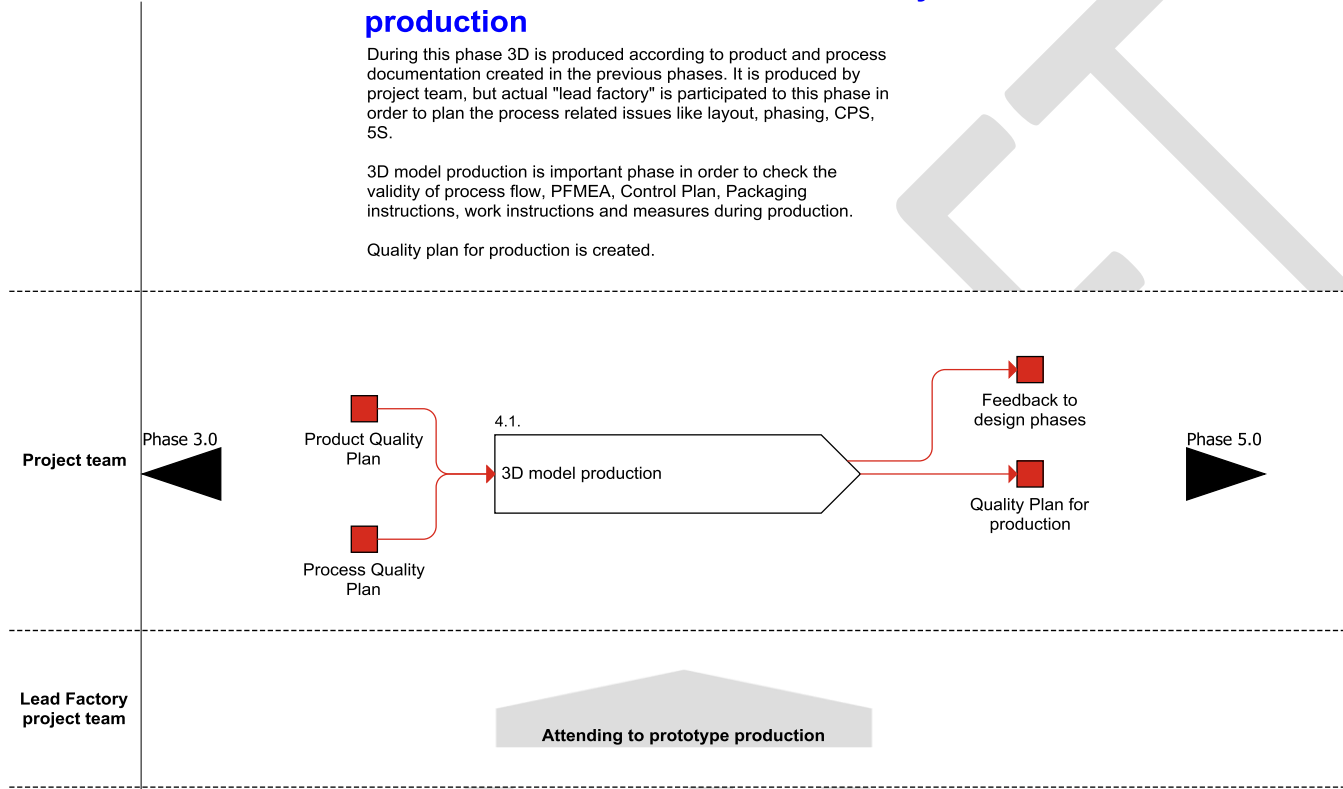 production
During this phase 3D is produced according to product and process
documentation created in the previous phases. It is produced by
project team, but actual "lead factory" is participated to this phase in
order to plan the process related issues like layout, phasing, CPS,
5S.
3D model production is important phase in order to check the
validity of process flow, PFMEA, Control Plan, Packaging
instructions, work instructions and measures during production.
Quality plan for production is created.
Project team
Phase 3.0
Product Quality
Plan
Process Quality
Plan
4.1.
3D model production
Feedback to
design phases
Quality Plan for
production
Phase 5.0
Lead Factory
project team
Attending to prototype production